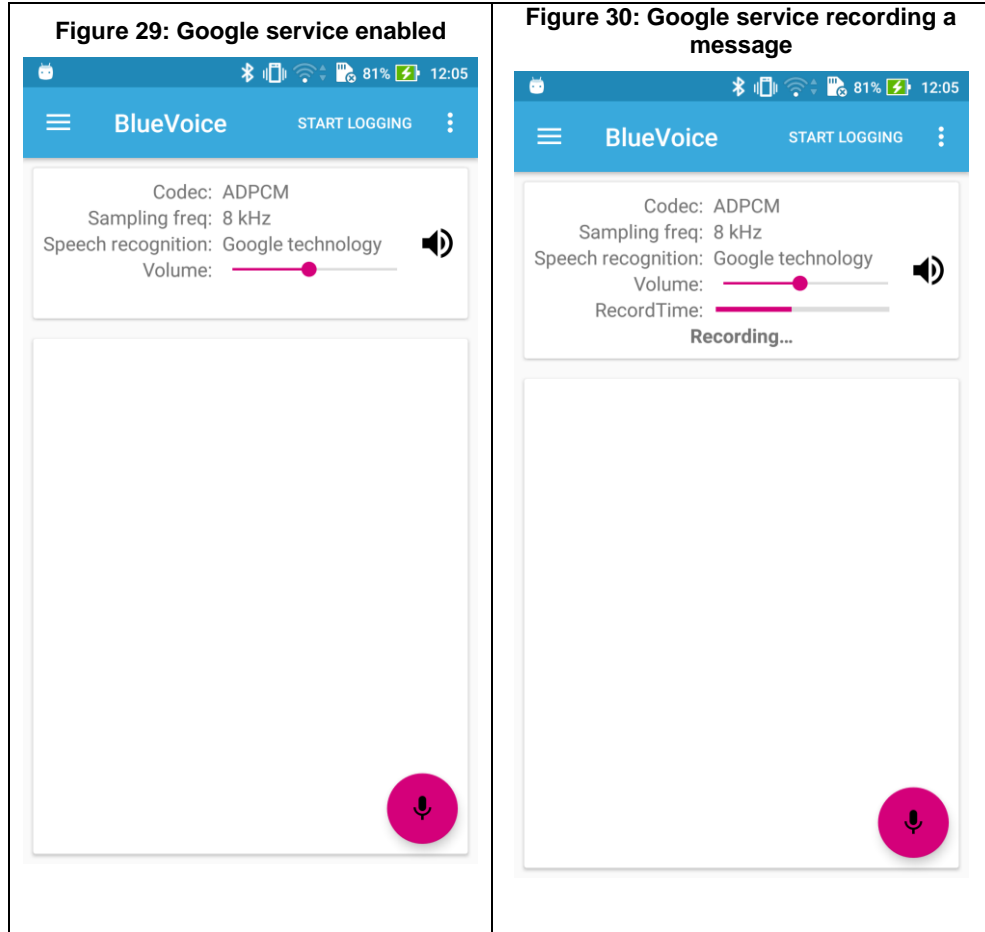 Figure 29: Google service enabled
81% 12:05
BlueVoice START LOGGING
Codec: ADPCM
Sampling freq: 8 kHz
Speech recognition: Google technology
Volume:
Figure 30: Google service recording a
message
81% 12:05
BlueVoice START LOGGING
Codec: ADPCM
Sampling freq: 8 kHz
Speech recognition: Google technology
Volume:
RecordTime:
Recording...